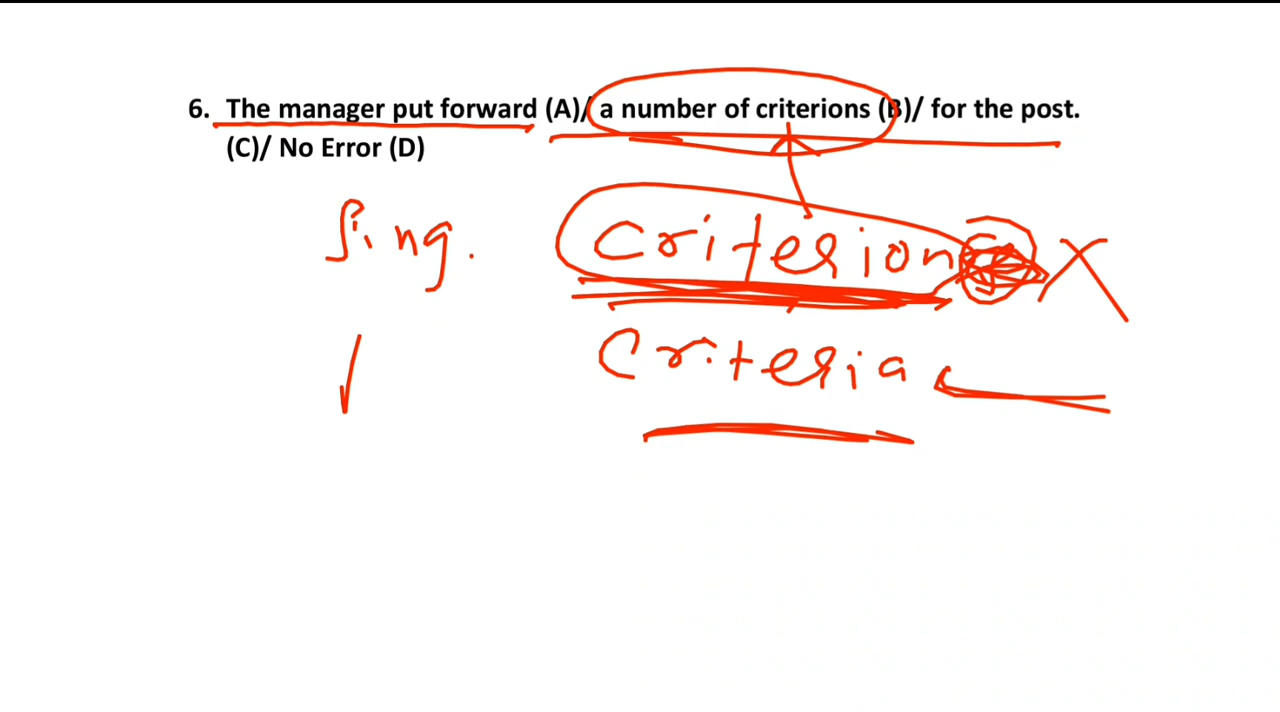 6. The manager put forward (A)/ a number of criterions (B)/ for the post.
(C)/ No Error (D)
Sing. Criterion
Criteria